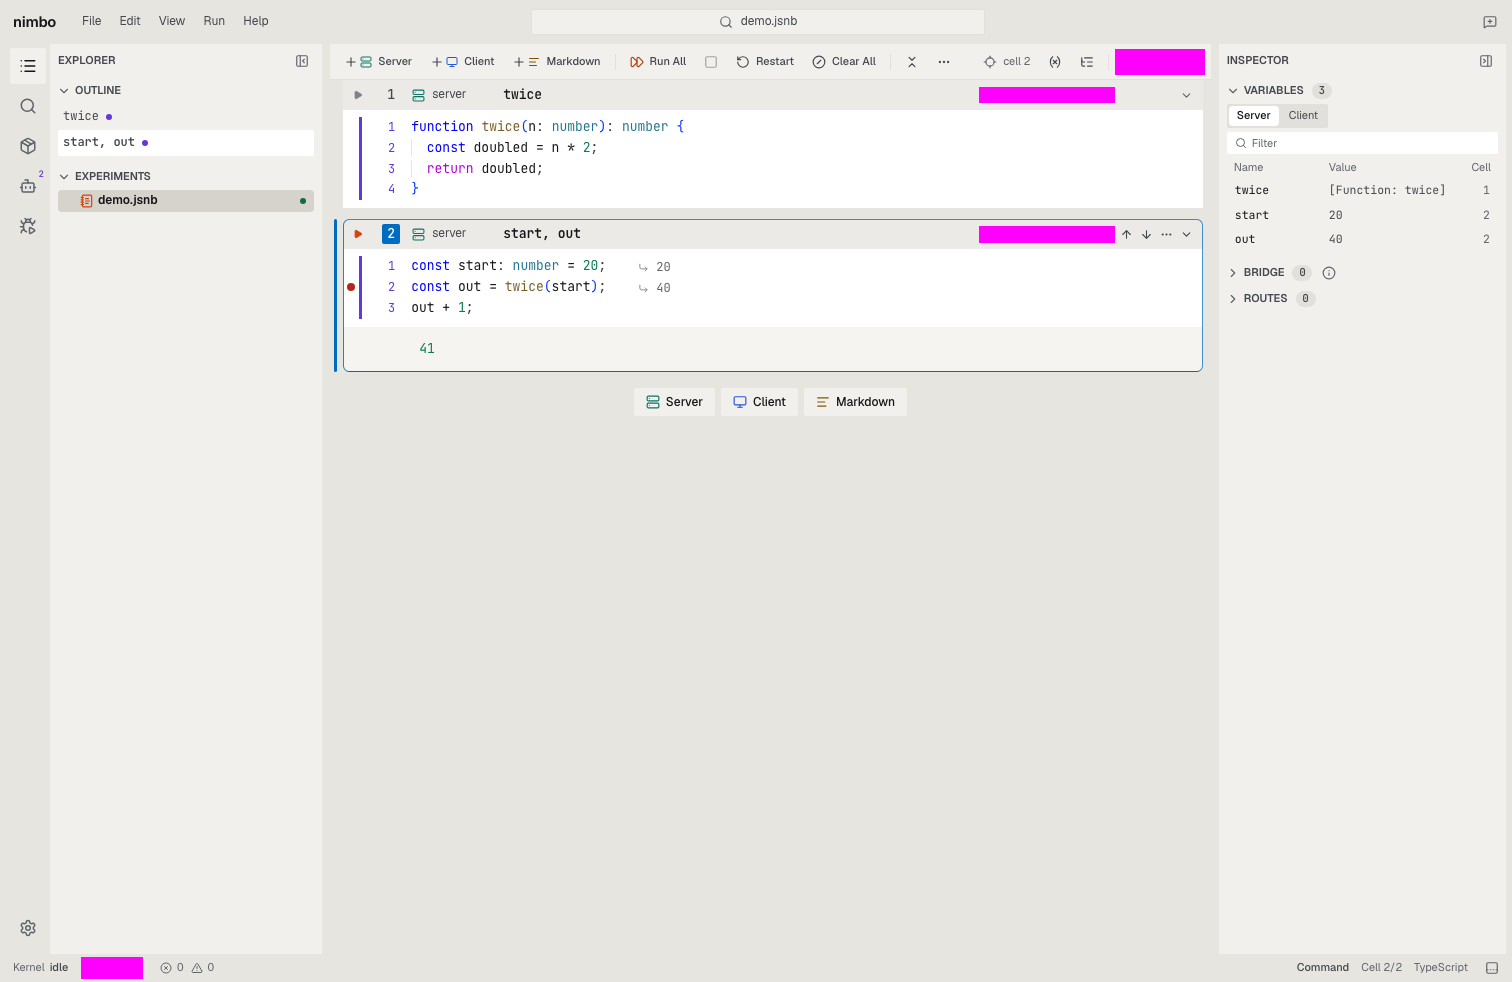 nimbo File Edit View Run Help demo.jsnb
EXPLORER
OUTLINE
twice
start, out
2
EXPERIMENTS
demo.jsnb
Server Client Markdown Run All Restart Clear All cell 2
1 server twice
1 function twice(n: number): number {
2 const doubled = n * 2;
3 return doubled;
4 }
2 server start, out
1 const start: number = 20; 20
2 const out = twice(start); 40
3 out + 1;
41
Server Client Markdown
INSPECTOR
VARIABLES 3
Server Client
Filter
Name Value Cell
twice [Function: twice] 1
start 20 2
out 40 2
BRIDGE 0
ROUTES 0
Kernel idle 0 0 Command Cell 2/2 TypeScript